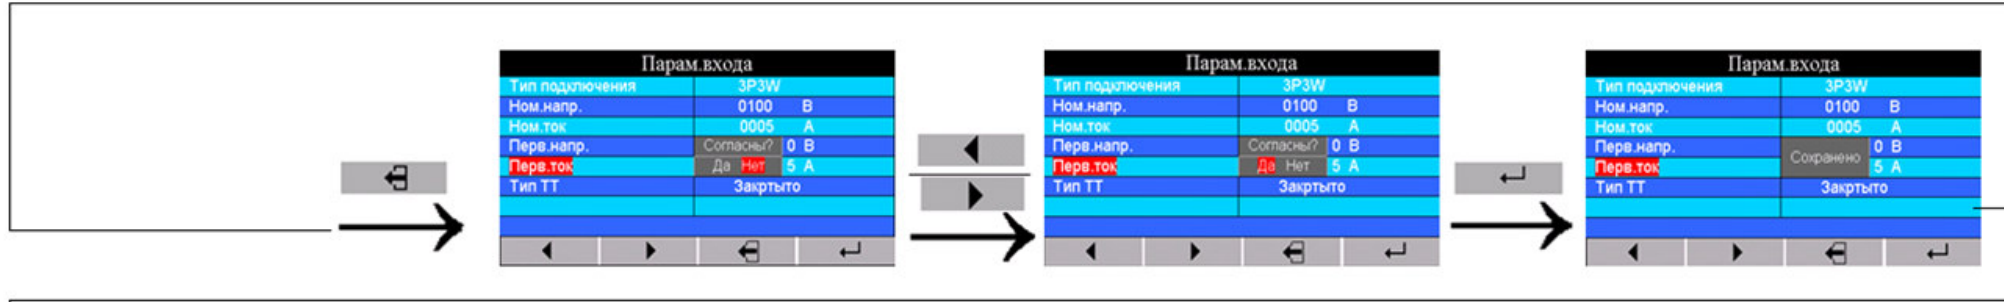 Парам.входа
Тип подключения 3P3W
Ном.напр. 0100 В
Ном.ток 0005 А
Перв.напр. Согласны? 0 В
Перв.ток Да Нет 5 А
Тип ТТ Закртыто
Парам.входа
Тип подключения 3P3W
Ном.напр. 0100 В
Ном.ток 0005 А
Перв.напр. Согласны? 0 В
Перв.ток Да Нет 5 А
Тип ТТ Закртыто
Парам.входа
Тип подключения 3P3W
Ном.напр. 0100 В
Ном.ток 0005 А
Перв.напр. 0 В
Сохранено
Перв.ток 5 А
Тип ТТ Закртыто